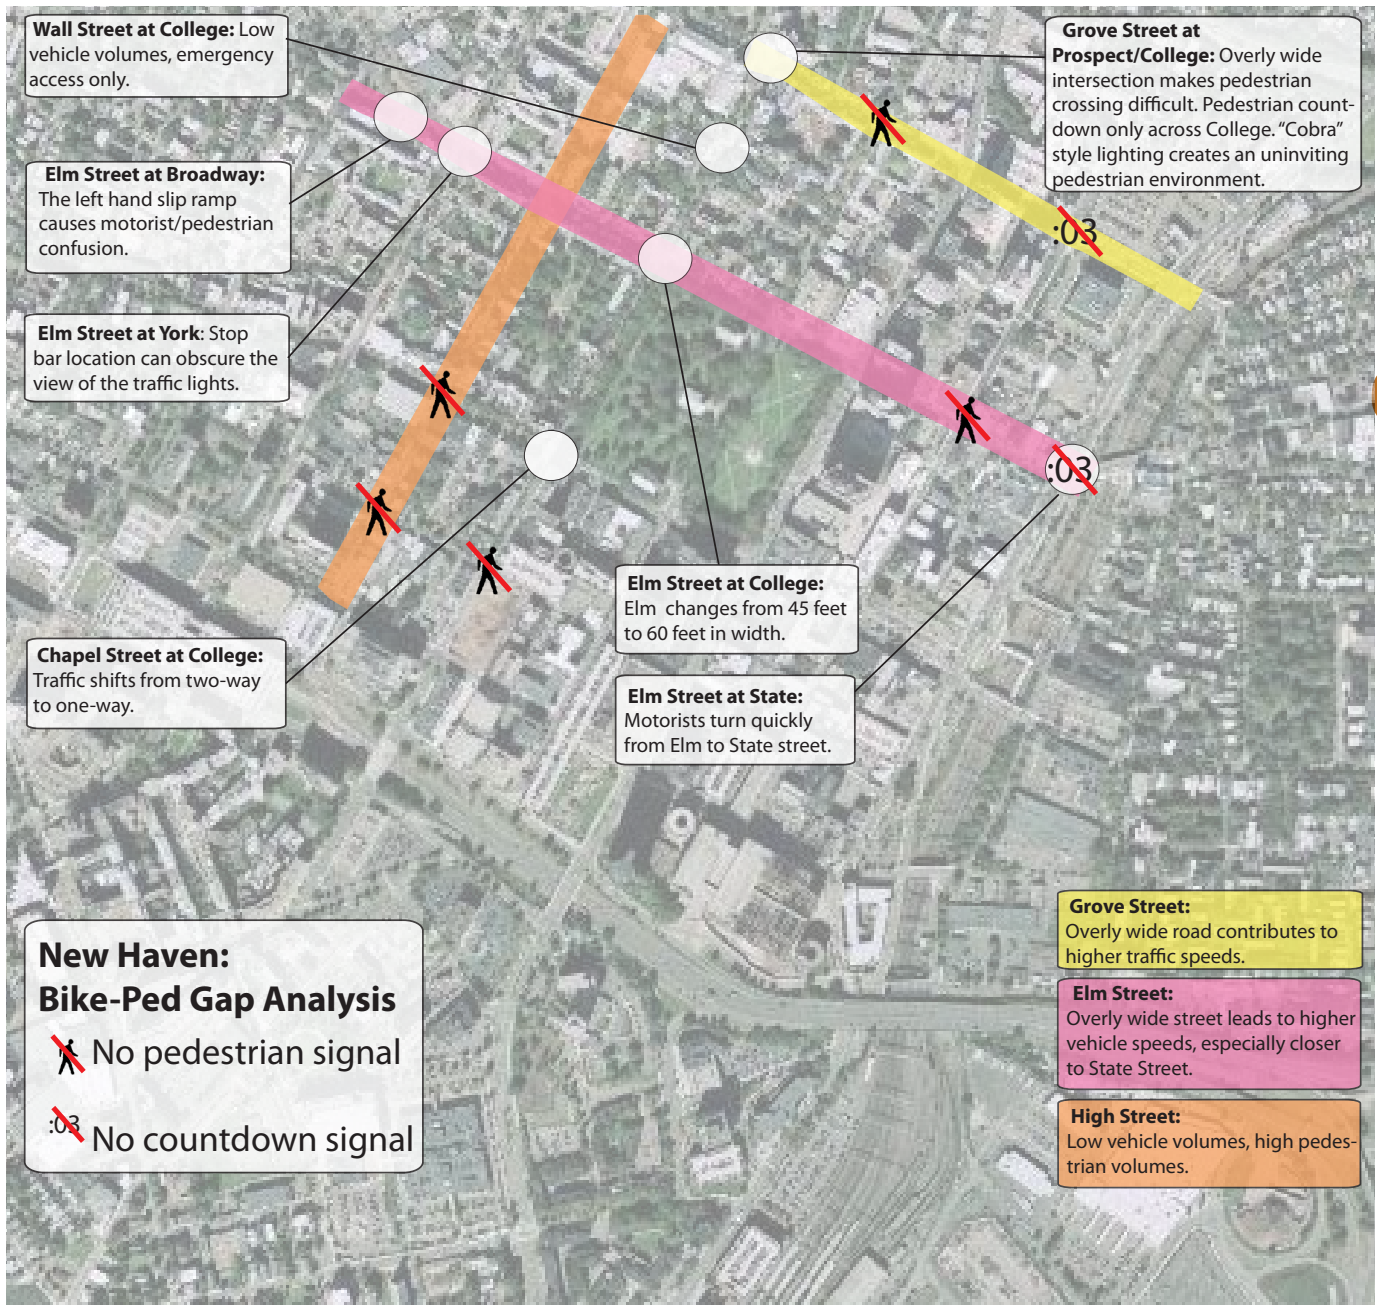 Wall Street at College: Low
vehicle volumes, emergency
access only.
Grove Street at
Prospect/College: Overly wide
intersection makes pedestrian
crossing difficult. Pedestrian count-
down only across College. “Cobra”
style lighting creates an uninviting
pedestrian environment.
Elm Street at Broadway:
The left hand slip ramp
causes motorist/pedestrian
confusion.
:03
Elm Street at York: Stop
bar location can obscure the
view of the traffic lights.
:03
Elm Street at College:
Elm changes from 45 feet
to 60 feet in width.
Chapel Street at College:
Traffic shifts from two-way
to one-way.
Elm Street at State:
Motorists turn quickly
from Elm to State street.
New Haven:
Bike-Ped Gap Analysis
No pedestrian signal
:03 No countdown signal
Grove Street:
Overly wide road contributes to
higher traffic speeds.
Elm Street:
Overly wide street leads to higher
vehicle speeds, especially closer
to State Street.
High Street:
Low vehicle volumes, high pedes-
trian volumes.